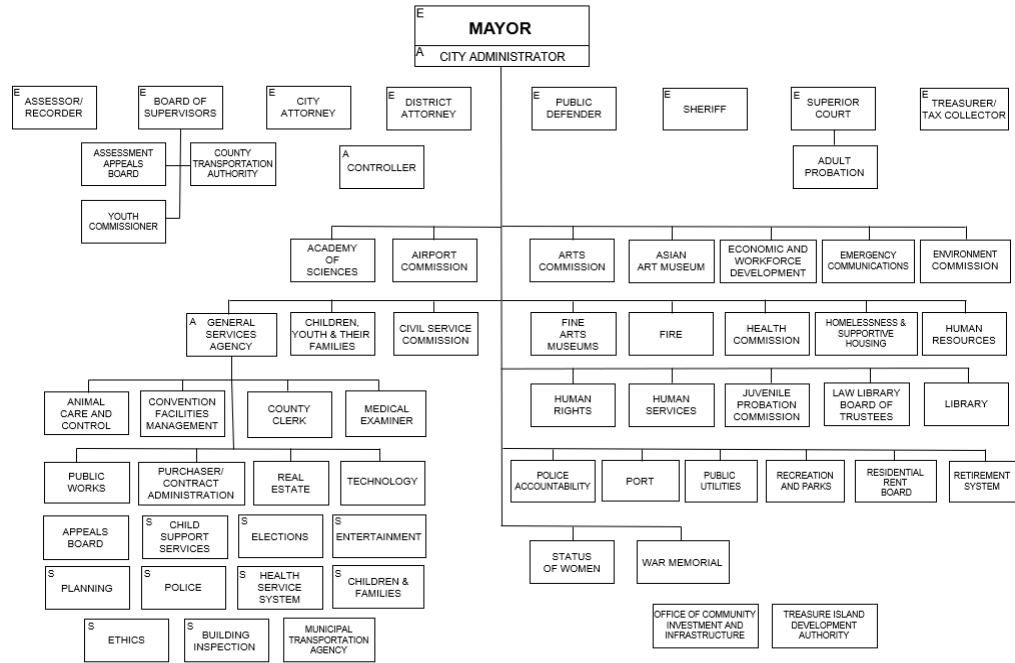 E
MAYOR
A
CITY ADMINISTRATOR
E
ASSESSOR/
RECORDER
E
BOARD OF
SUPERVISORS
E
CITY
ATTORNEY
E
DISTRICT
ATTORNEY
E
PUBLIC
DEFENDER
E
SHERIFF
E
SUPERIOR
COURT
E
TREASURER/
TAX COLLECTOR
ASSESSMENT
APPEALS
BOARD
COUNTY
TRANSPORTATION
AUTHORITY
A
CONTROLLER
ADULT
PROBATION
YOUTH
COMMISSIONER
ACADEMY
OF
SCIENCES
AIRPORT
COMMISSION
ARTS
COMMISSION
ASIAN
ART MUSEUM
ECONOMIC AND
WORKFORCE
DEVELOPMENT
EMERGENCY
COMMUNICATIONS
ENVIRONMENT
COMMISSION
A
GENERAL
SERVICES
AGENCY
CHILDREN,
YOUTH & THEIR
FAMILIES
CIVIL SERVICE
COMMISSION
FINE
ARTS
MUSEUMS
FIRE
HEALTH
COMMISSION
HOMELESSNESS &
SUPPORTIVE
HOUSING
HUMAN
RESOURCES
ANIMAL
CARE AND
CONTROL
CONVENTION
FACILITIES
MANAGEMENT
COUNTY
CLERK
MEDICAL
EXAMINER
HUMAN
RIGHTS
HUMAN
SERVICES
JUVENILE
PROBATION
COMMISSION
LAW LIBRARY
BOARD OF
TRUSTEES
LIBRARY
PUBLIC
WORKS
PURCHASER/
CONTRACT
ADMINISTRATION
REAL
ESTATE
TECHNOLOGY
POLICE
ACCOUNTABILITY
PORT
PUBLIC
UTILITIES
RECREATION
AND PARKS
RESIDENTIAL
RENT
BOARD
RETIREMENT
SYSTEM
APPEALS
BOARD
S
CHILD
SUPPORT
SERVICES
S
ELECTIONS
S
ENTERTAINMENT
STATUS
OF WOMEN
WAR MEMORIAL
S
PLANNING
S
POLICE
S
HEALTH
SERVICE
SYSTEM
S
CHILDREN &
FAMILIES
S
ETHICS
S
BUILDING
INSPECTION
MUNICIPAL
TRANSPORTATION
AGENCY
OFFICE OF COMMUNITY
INVESTMENT AND
INFRASTRUCTURE
TREASURE ISLAND
DEVELOPMENT
AUTHORITY